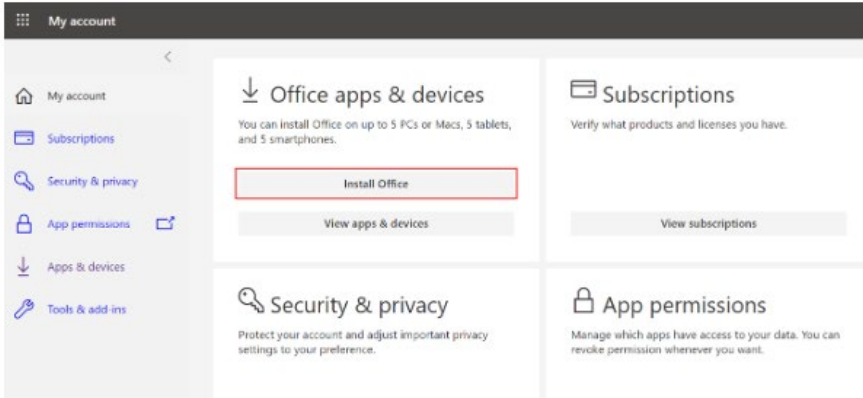 My account
My account
Subscriptions
Security & privacy
App permissions
Apps & devices
Tools & add-ins
Office apps & devices
You can install Office on up to 5 PCs or Macs, 5 tablets,
and 5 smartphones.
Install Office
View apps & devices
Subscriptions
Verify what products and licenses you have.
View subscriptions
Security & privacy
Protect your account and adjust important privacy
settings to your preference.
App permissions
Manage which apps have access to your data. You can
revoke permission whenever you want.